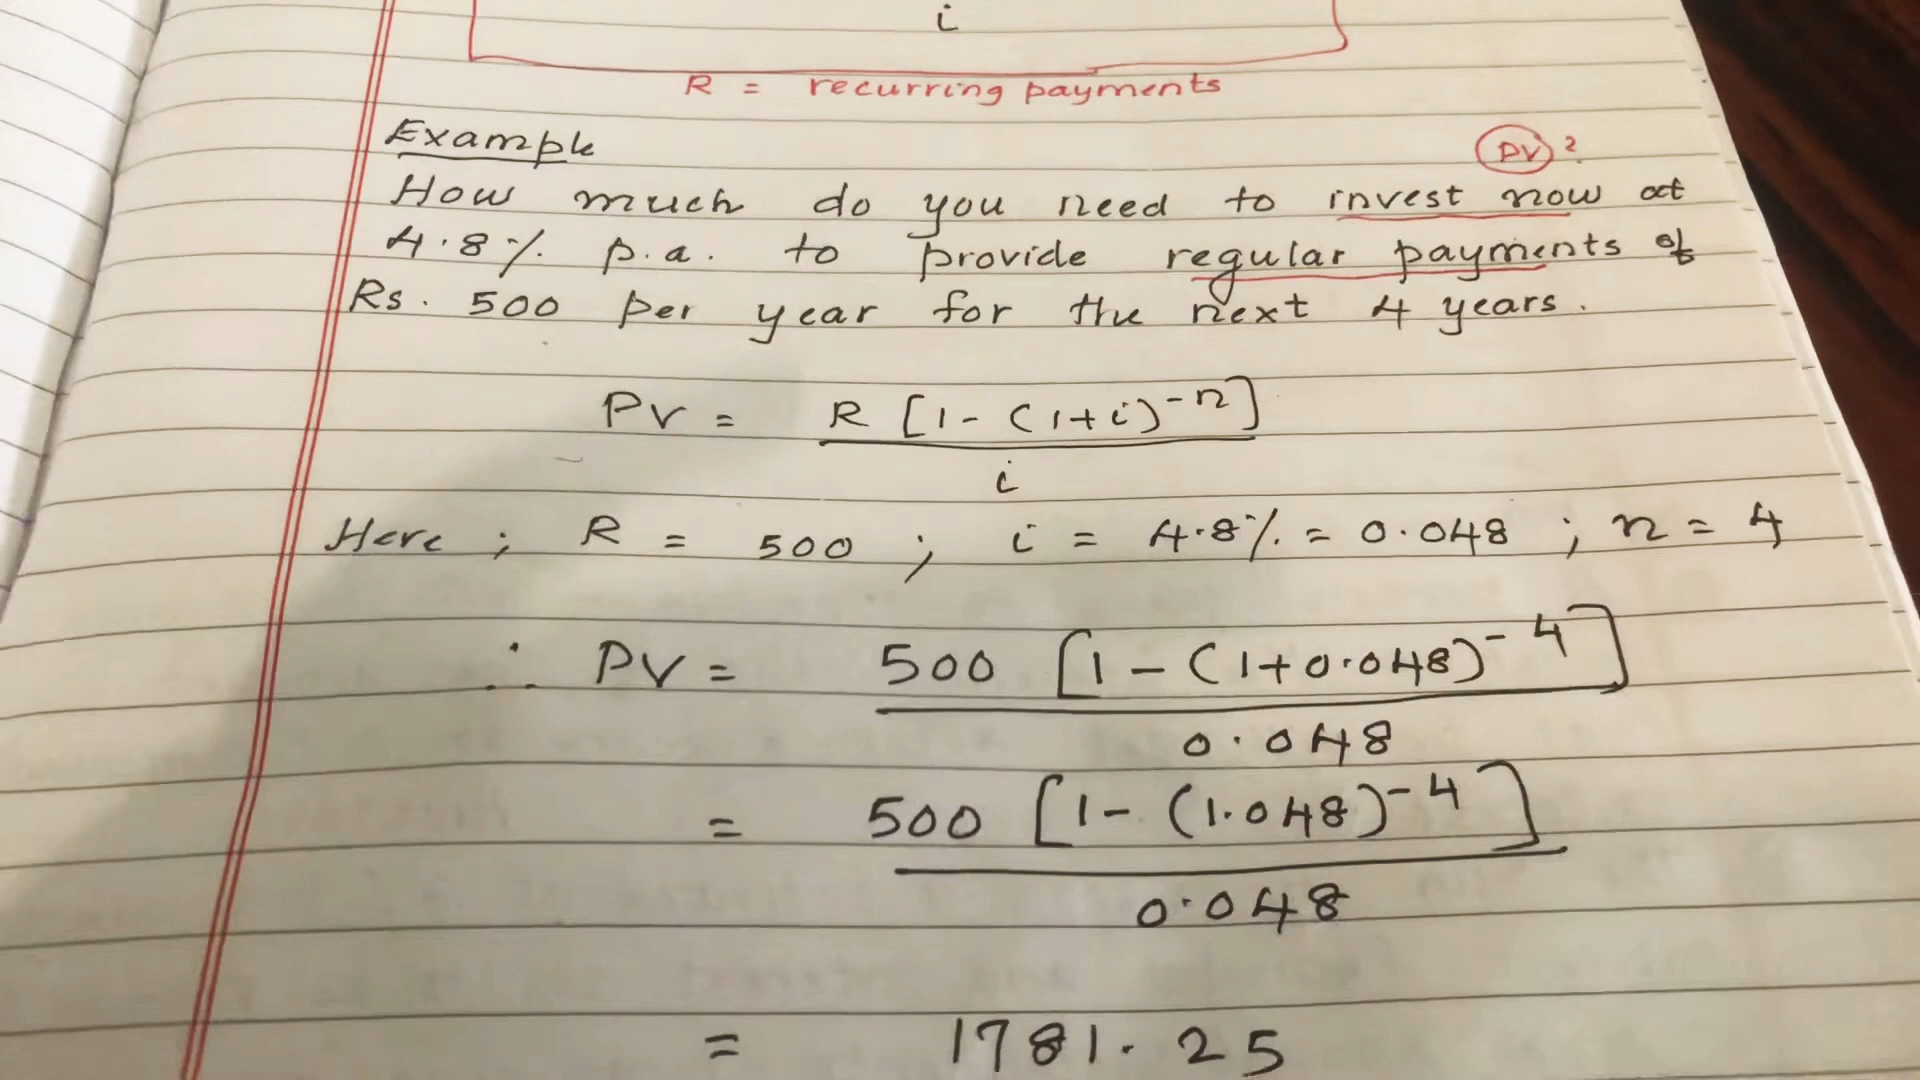 i
R = recurring payments
Example
PV ?
How much do you need to invest now at
4.8% p.a. to provide regular payments of
Rs. 500 per year for the next 4 years.
PV = R [1 - (1+i)^-n]
i
Here ; R = 500 ; i = 4.8% = 0.048 ; n = 4
∴ PV = 500 [1 - (1+0.048)^-4]
0.048
= 500 [1 - (1.048)^-4]
0.048
= 1781.25